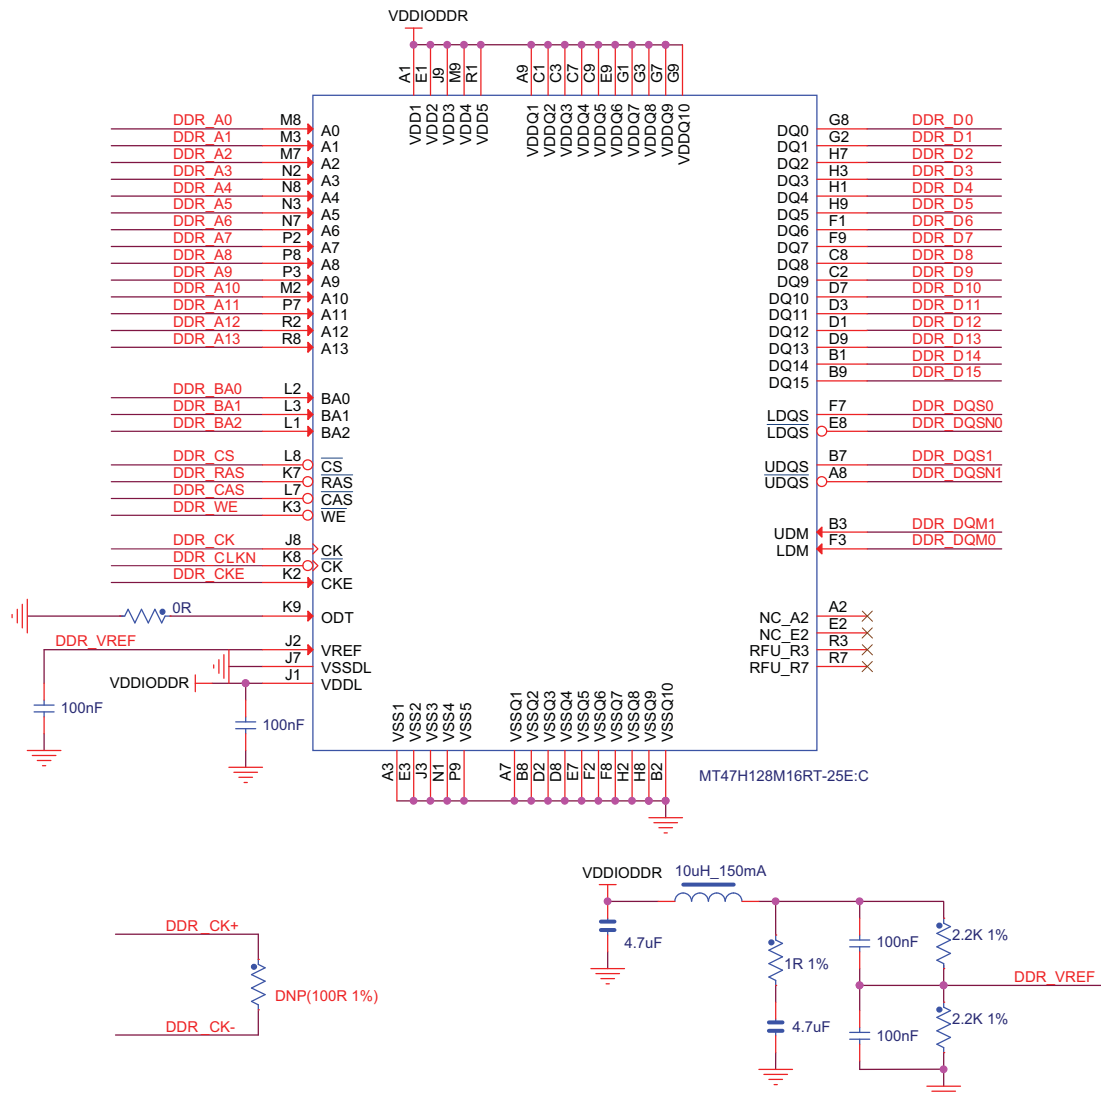 VDDIODDR
A1 E1 J9 M9 R1 A9 C1 C3 C7 C9 E9 G1 G3 G7 G9
VDD1 VDD2 VDD3 VDD4 VDD5 VDDQ1 VDDQ2 VDDQ3 VDDQ4 VDDQ5 VDDQ6 VDDQ7 VDDQ8 VDDQ9 VDDQ10
DDR_A0 M8 A0
DDR_A1 M3 A1
DDR_A2 M7 A2
DDR_A3 N2 A3
DDR_A4 N8 A4
DDR_A5 N3 A5
DDR_A6 N7 A6
DDR_A7 P2 A7
DDR_A8 P8 A8
DDR_A9 P3 A9
DDR_A10 M2 A10
DDR_A11 P7 A11
DDR_A12 R2 A12
DDR_A13 R8 A13
DDR_BA0 L2 BA0
DDR_BA1 L3 BA1
DDR_BA2 L1 BA2
DDR_CS L8 CS
DDR_RAS K7 RAS
DDR_CAS L7 CAS
DDR_WE K3 WE
DDR_CK J8 CK
DDR_CLKN K8 CK
DDR_CKE K2 CKE
0R K9 ODT
DDR_VREF J2 VREF
J7 VSSDL
VDDIODDR J1 VDDL
100nF
100nF
DQ0 G8 DDR_D0
DQ1 G2 DDR_D1
DQ2 H7 DDR_D2
DQ3 H3 DDR_D3
DQ4 H1 DDR_D4
DQ5 H9 DDR_D5
DQ6 F1 DDR_D6
DQ7 F9 DDR_D7
DQ8 C8 DDR_D8
DQ9 C2 DDR_D9
DQ10 D7 DDR_D10
DQ11 D3 DDR_D11
DQ12 D1 DDR_D12
DQ13 D9 DDR_D13
DQ14 B1 DDR_D14
DQ15 B9 DDR_D15
LDQS F7 DDR_DQS0
LDQS E8 DDR_DQSN0
UDQS B7 DDR_DQS1
UDQS A8 DDR_DQSN1
UDM B3 DDR_DQM1
LDM F3 DDR_DQM0
NC_A2 A2
NC_E2 E2
RFU_R3 R3
RFU_R7 R7
VSS1 VSS2 VSS3 VSS4 VSS5 VSSQ1 VSSQ2 VSSQ3 VSSQ4 VSSQ5 VSSQ6 VSSQ7 VSSQ8 VSSQ9 VSSQ10
A3 E3 J3 N1 P9 A7 B8 D2 D8 E7 F2 F8 H2 H8 B2
MT47H128M16RT-25E:C
DDR_CK+
DNP(100R 1%)
DDR_CK-
VDDIODDR
10uH_150mA
4.7uF
1R 1%
4.7uF
100nF
2.2K 1%
DDR_VREF
100nF
2.2K 1%